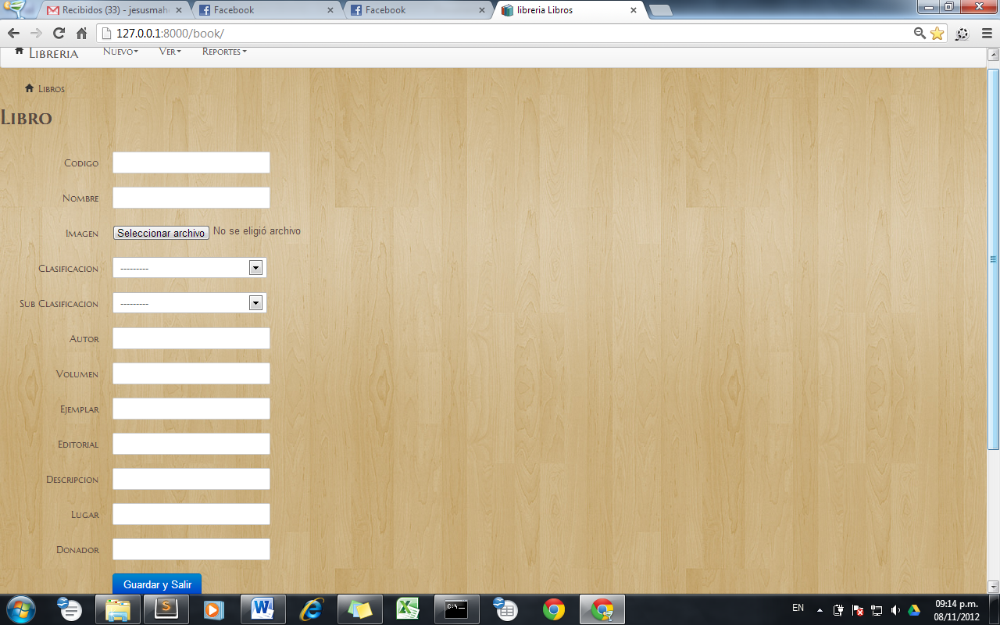 Recibidos (33) - jesusmah
Facebook
Facebook
libreria Libros
127.0.0.1:8000/book/
Libreria Nuevo Ver Reportes
Libros
Libro
Codigo
Nombre
Imagen Seleccionar archivo No se eligió archivo
Clasificacion ---------
Sub Clasificacion ---------
Autor
Volumen
Ejemplar
Editorial
Descripcion
Lugar
Donador
Guardar y Salir
EN
09:14 p.m.
08/11/2012